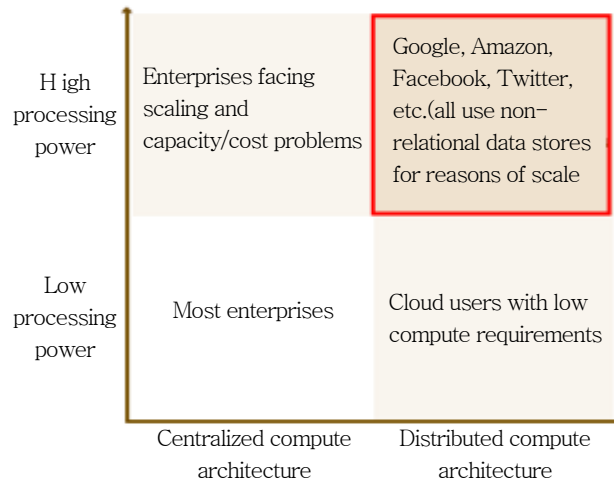 High
processing
power
Enterprises facing
scaling and
capacity/cost problems
Google, Amazon,
Facebook, Twitter,
etc.(all use non-
relational data stores
for reasons of scale
Low
processing
power
Most enterprises
Cloud users with low
compute requirements
Centralized compute
architecture
Distributed compute
architecture